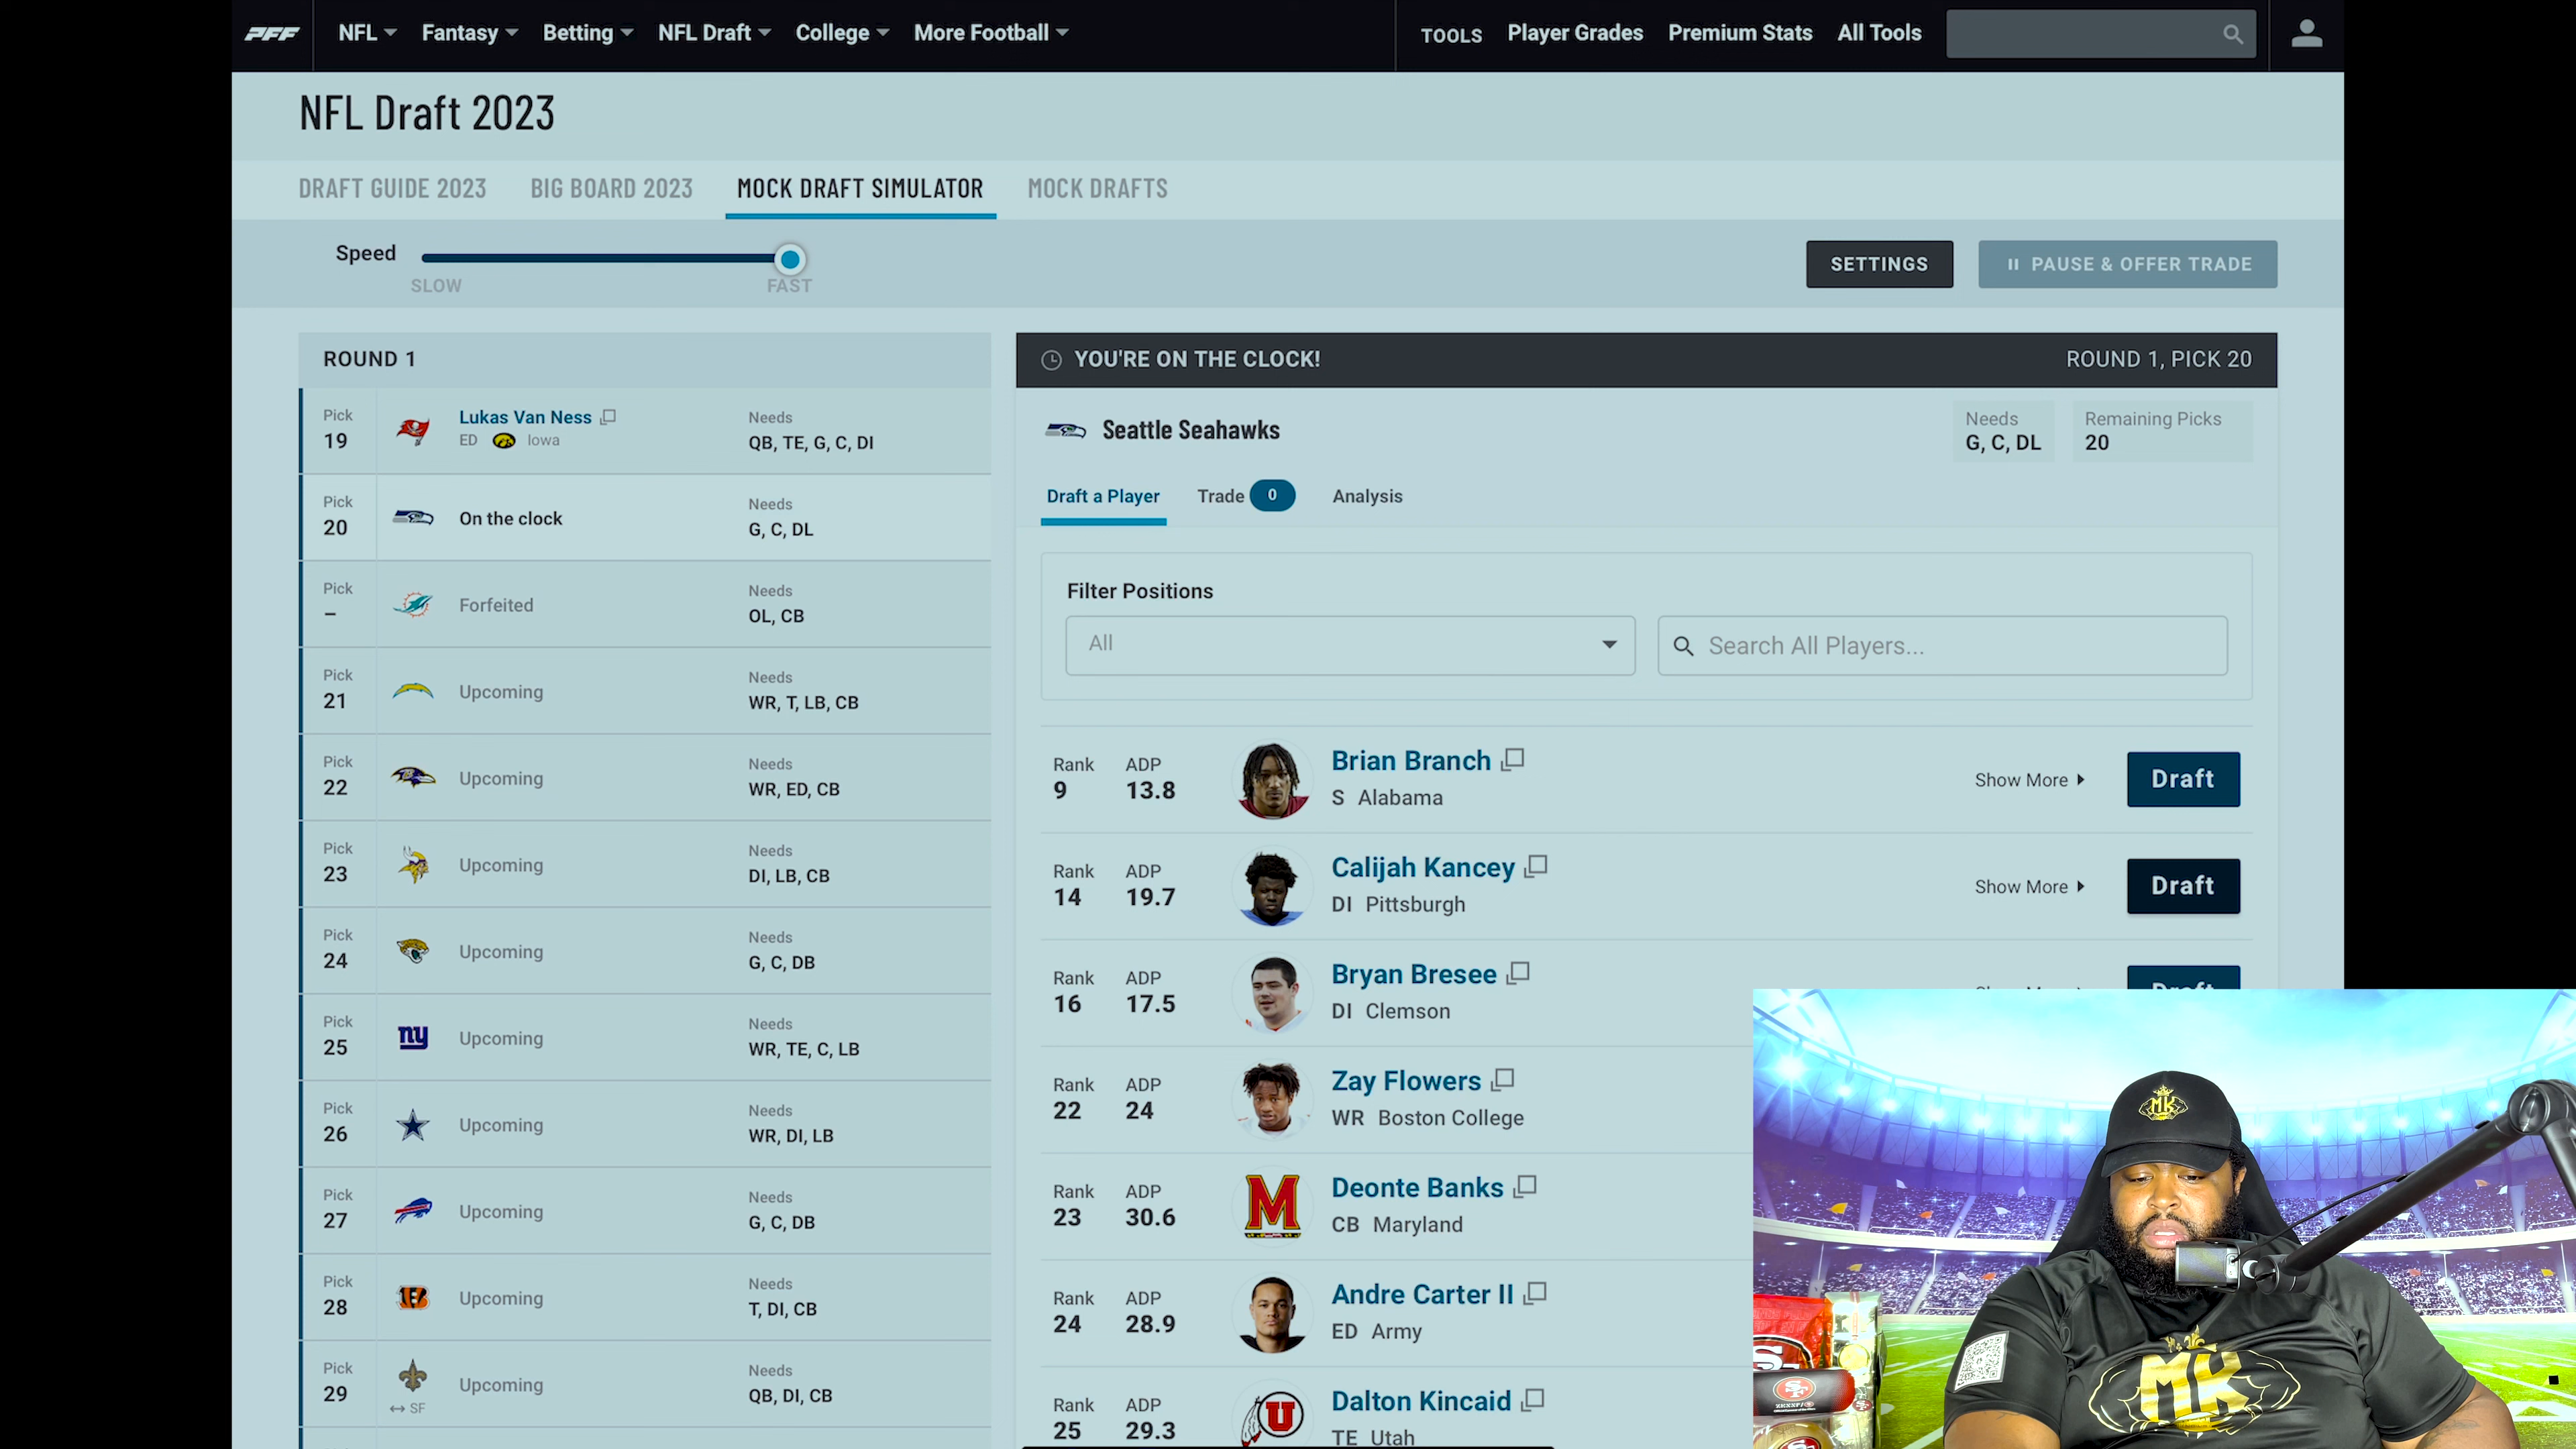 PFF NFL Fantasy Betting NFL Draft College More Football TOOLS Player Grades Premium Stats All Tools
NFL Draft 2023
DRAFT GUIDE 2023 BIG BOARD 2023 MOCK DRAFT SIMULATOR MOCK DRAFTS
Speed
SLOW FAST
SETTINGS PAUSE & OFFER TRADE
ROUND 1
Pick Lukas Van Ness Needs
19 ED Iowa QB, TE, G, C, DI
Pick Needs
20 On the clock G, C, DL
Pick Needs
– Forfeited OL, CB
Pick Needs
21 Upcoming WR, T, LB, CB
Pick Needs
22 Upcoming WR, ED, CB
Pick Needs
23 Upcoming DI, LB, CB
Pick Needs
24 Upcoming G, C, DB
Pick Needs
25 ny Upcoming WR, TE, C, LB
Pick Needs
26 Upcoming WR, DI, LB
Pick Needs
27 Upcoming G, C, DB
Pick Needs
28 Upcoming T, DI, CB
Pick Needs
29 Upcoming QB, DI, CB
↔ SF
YOU'RE ON THE CLOCK! ROUND 1, PICK 20
Seattle Seahawks
Needs Remaining Picks
G, C, DL 20
Draft a Player Trade 0 Analysis
Filter Positions
All Search All Players...
Rank ADP Brian Branch
9 13.8 S Alabama
Show More Draft
Rank ADP Calijah Kancey
14 19.7 DI Pittsburgh
Show More Draft
Rank ADP Bryan Bresee
16 17.5 DI Clemson
Draft
Rank ADP Zay Flowers
22 24 WR Boston College
Rank ADP Deonte Banks
23 30.6 M CB Maryland
Rank ADP Andre Carter II
24 28.9 ED Army
Rank ADP Dalton Kincaid
25 29.3 U TE Utah
MK
MK
SF